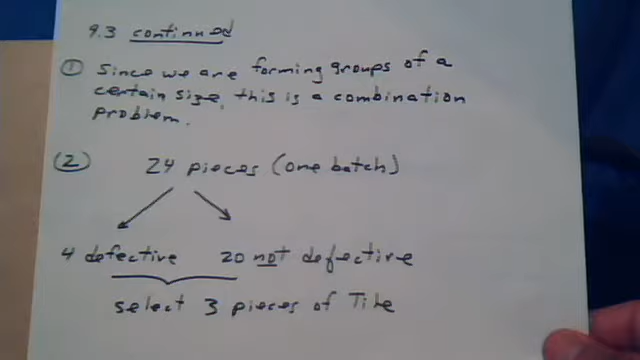 9.3 continued
① Since we are forming groups of a
certain size, this is a combination
problem.
② 24 pieces (one batch)
4 defective 20 not defective
select 3 pieces of Tile